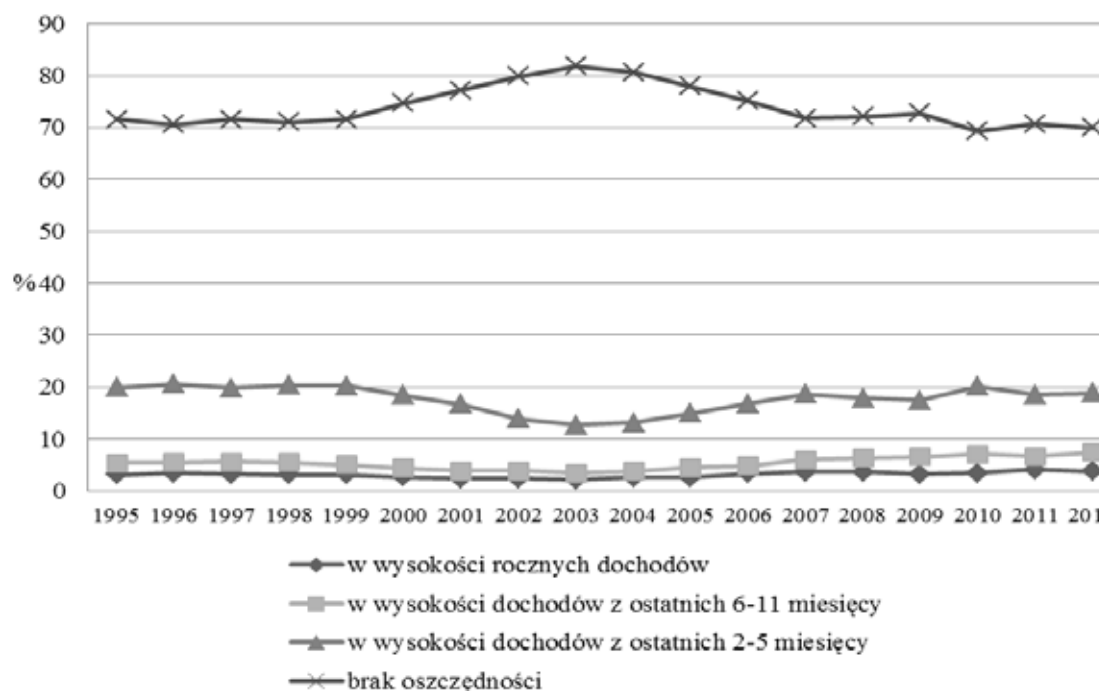 90
80
70
60
50
%40
30
20
10
0
1995 1996 1997 1998 1999 2000 2001 2002 2003 2004 2005 2006 2007 2008 2009 2010 2011 201
w wysokości rocznych dochodów
w wysokości dochodów z ostatnich 6-11 miesięcy
w wysokości dochodów z ostatnich 2-5 miesięcy
brak oszczędności